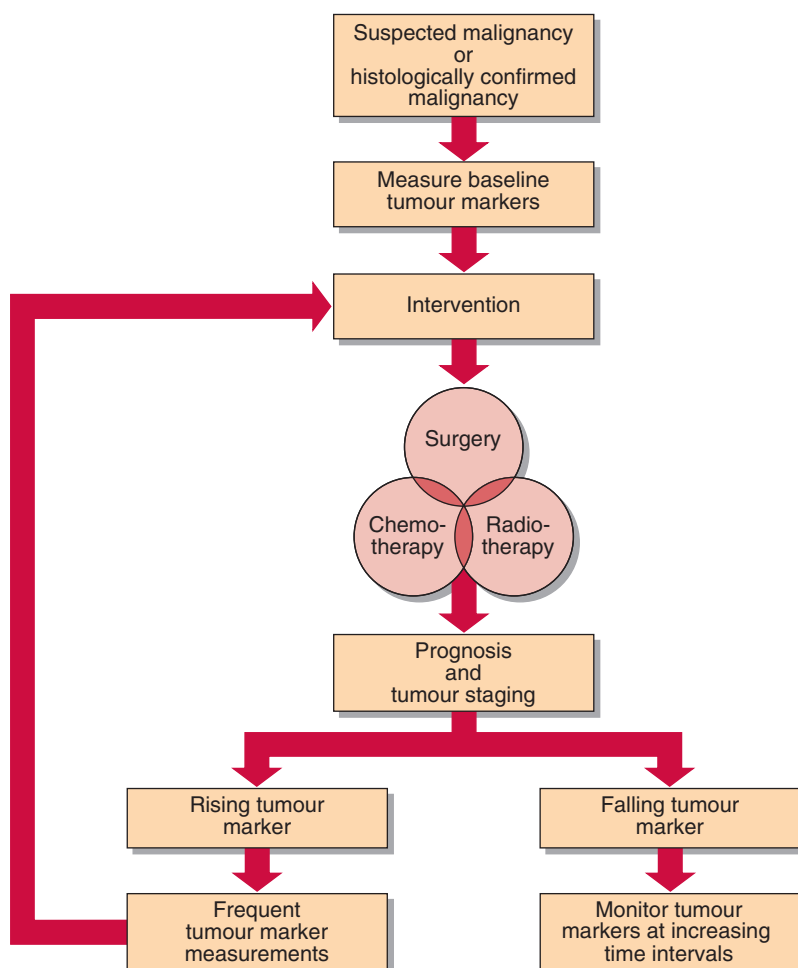 Suspected malignancy
or
histologically confirmed
malignancy
Measure baseline
tumour markers
Intervention
Surgery
Chemo-
therapy
Radio-
therapy
Prognosis
and
tumour staging
Rising tumour
marker
Falling tumour
marker
Frequent
tumour marker
measurements
Monitor tumour
markers at increasing
time intervals